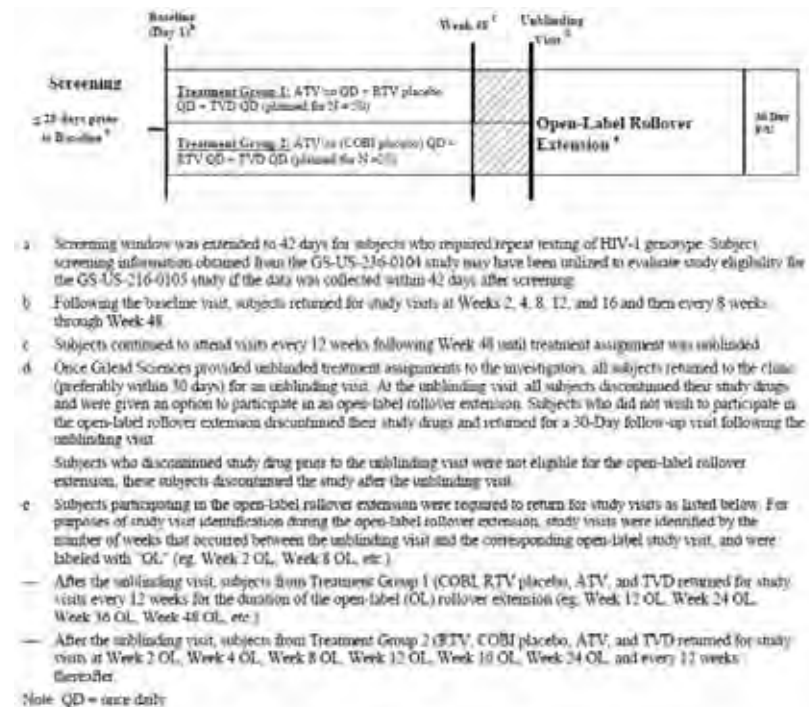 Baseline
(Day 1) b
Week 48 c
Unblinding
Visit d
Screening
≤ 28 days prior
to Baseline a
Treatment Group 1: ATV/co QD + RTV placebo
QD + TVD QD (planned for N = 50)
Treatment Group 2: ATV/co (COBI placebo) QD +
RTV QD + TVD QD (planned for N =25)
Open-Label Rollover
Extension e
30 Day
F/U
a Screening window was extended to 42 days for subjects who required repeat testing of HIV-1 genotype. Subject
screening information obtained from the GS-US-236-0104 study may have been utilized to evaluate study eligibility for
the GS-US-216-0105 study if the data was collected within 42 days after screening
b Following the baseline visit, subjects returned for study visits at Weeks 2, 4, 8, 12, and 16 and then every 8 weeks
through Week 48
c Subjects continued to attend visits every 12 weeks following Week 48 until treatment assignment was unblinded
d Once Gilead Sciences provided unblinded treatment assignments to the investigators, all subjects returned to the clinic
(preferably within 30 days) for an unblinding visit. At the unblinding visit, all subjects discontinued their study drugs
and were given an option to participate in an open-label rollover extension. Subjects who did not wish to participate in
the open-label rollover extension discontinued their study drugs and returned for a 30-Day follow-up visit following the
unblinding visit
Subjects who discontinued study drug prior to the unblinding visit were not eligible for the open-label rollover
extension, these subjects discontinued the study after the unblinding visit
e Subjects participating in the open-label rollover extension were required to return for study visits as listed below. For
purposes of study visit identification during the open-label rollover extension, study visits were identified by the
number of weeks that occurred between the unblinding visit and the corresponding open-label study visit, and were
labeled with "OL" (eg, Week 2 OL, Week 8 OL, etc.)
— After the unblinding visit, subjects from Treatment Group 1 (COBI, RTV placebo, ATV, and TVD returned for study
visits every 12 weeks for the duration of the open-label (OL) rollover extension (eg, Week 12 OL, Week 24 OL,
Week 36 OL, Week 48 OL, etc.)
— After the unblinding visit, subjects from Treatment Group 2 (RTV, COBI placebo, ATV, and TVD returned for study
visits at Week 2 OL, Week 4 OL, Week 8 OL, Week 12 OL, Week 16 OL, Week 24 OL, and every 12 weeks
thereafter.
Note QD = once daily